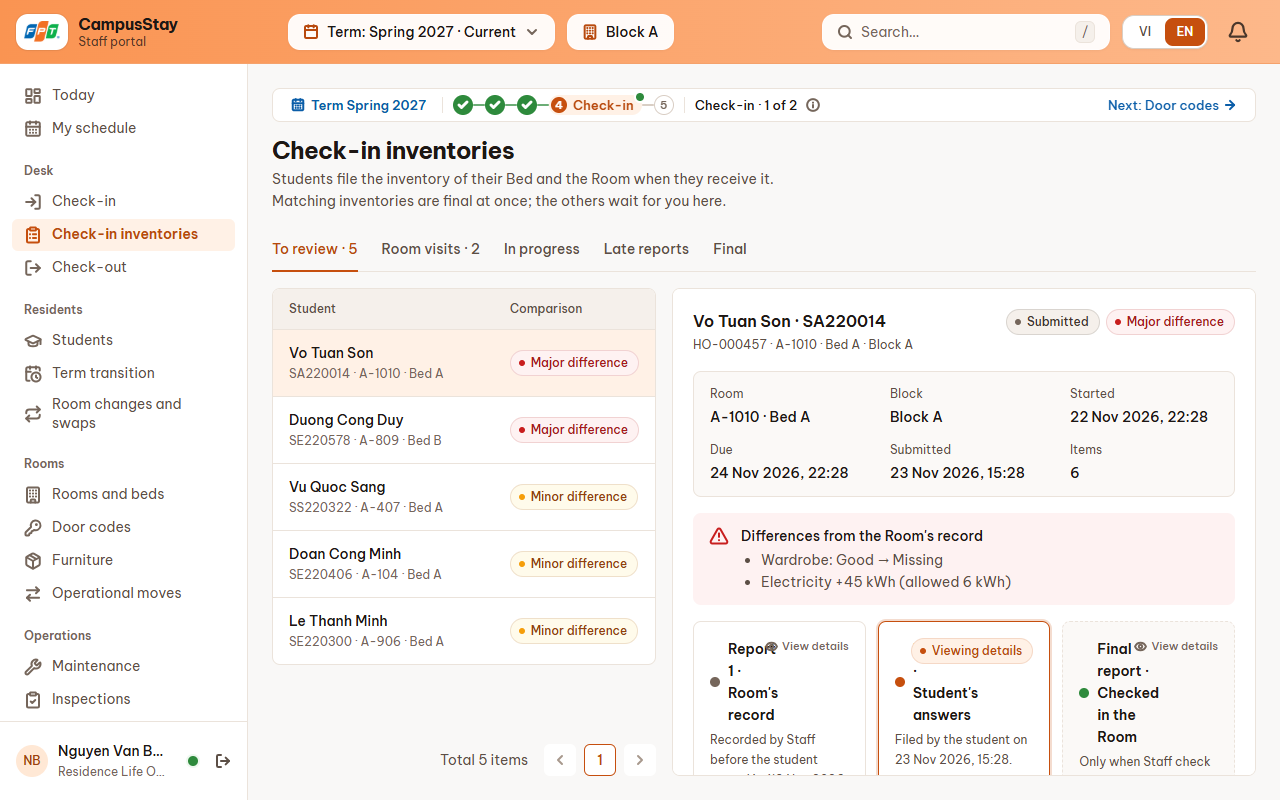 FPT
CampusStay
Staff portal
Term: Spring 2027 · Current
Block A
Search...
/
VI
EN
Today
My schedule
Desk
Check-in
Check-in inventories
Check-out
Residents
Students
Term transition
Room changes and
swaps
Rooms
Rooms and beds
Door codes
Furniture
Operational moves
Operations
Maintenance
Inspections
NB
Nguyen Van B...
Residence Life O...
Term Spring 2027
4
Check-in
5
Check-in · 1 of 2
Next: Door codes
Check-in inventories
Students file the inventory of their Bed and the Room when they receive it.
Matching inventories are final at once; the others wait for you here.
To review · 5
Room visits · 2
In progress
Late reports
Final
Student
Comparison
Vo Tuan Son
SA220014 · A-1010 · Bed A
Major difference
Duong Cong Duy
SE220578 · A-809 · Bed B
Major difference
Vu Quoc Sang
SS220322 · A-407 · Bed A
Minor difference
Doan Cong Minh
SE220406 · A-104 · Bed A
Minor difference
Le Thanh Minh
SE220300 · A-906 · Bed A
Minor difference
Total 5 items
1
Vo Tuan Son · SA220014
Submitted
Major difference
HO-000457 · A-1010 · Bed A · Block A
Room
A-1010 · Bed A
Block
Block A
Started
22 Nov 2026, 22:28
Due
24 Nov 2026, 22:28
Submitted
23 Nov 2026, 15:28
Items
6
Differences from the Room's record
Wardrobe: Good → Missing
Electricity +45 kWh (allowed 6 kWh)
Report
1 ·
Room's
record
View details
Recorded by Staff
before the student
Viewing details
·
Student's
answers
Filed by the student on
23 Nov 2026, 15:28.
Final
report ·
Checked
in the
Room
View details
Only when Staff check